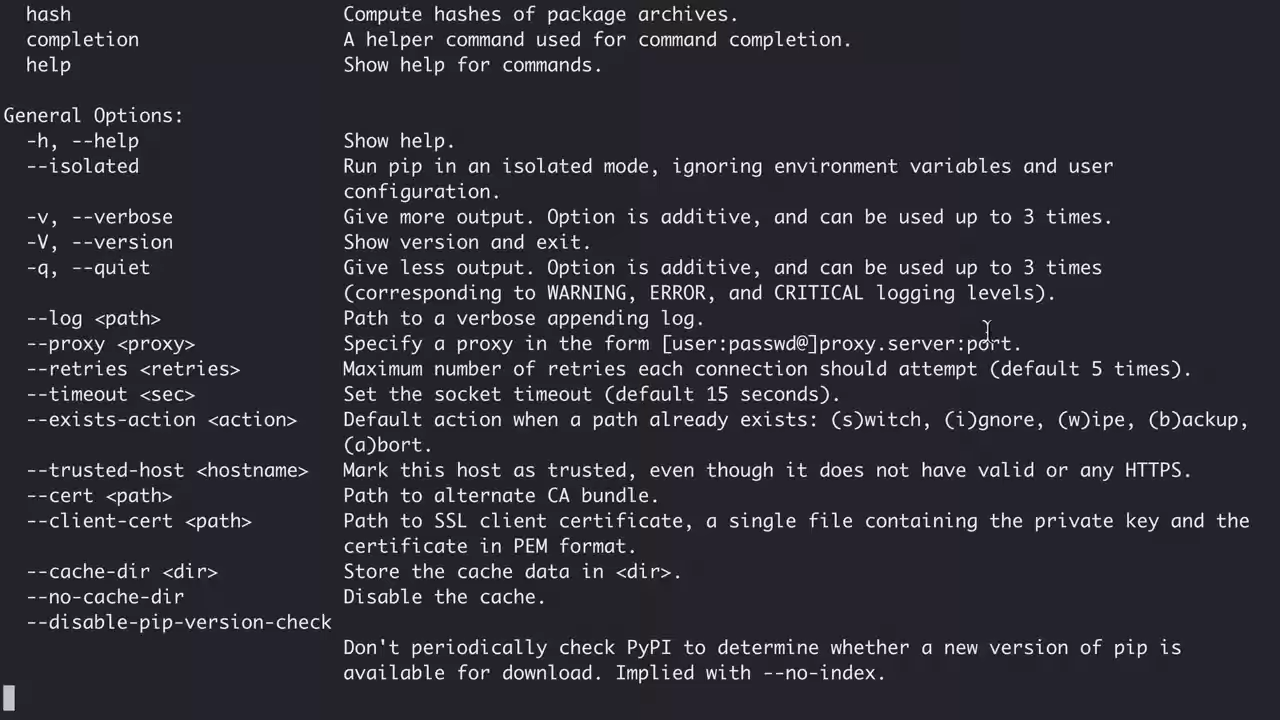 hash Compute hashes of package archives.
completion A helper command used for command completion.
help Show help for commands.
General Options:
-h, --help Show help.
--isolated Run pip in an isolated mode, ignoring environment variables and user
configuration.
-v, --verbose Give more output. Option is additive, and can be used up to 3 times.
-V, --version Show version and exit.
-q, --quiet Give less output. Option is additive, and can be used up to 3 times
(corresponding to WARNING, ERROR, and CRITICAL logging levels).
--log <path> Path to a verbose appending log.
--proxy <proxy> Specify a proxy in the form [user:passwd@]proxy.server:port.
--retries <retries> Maximum number of retries each connection should attempt (default 5 times).
--timeout <sec> Set the socket timeout (default 15 seconds).
--exists-action <action> Default action when a path already exists: (s)witch, (i)gnore, (w)ipe, (b)ackup,
(a)bort.
--trusted-host <hostname> Mark this host as trusted, even though it does not have valid or any HTTPS.
--cert <path> Path to alternate CA bundle.
--client-cert <path> Path to SSL client certificate, a single file containing the private key and the
certificate in PEM format.
--cache-dir <dir> Store the cache data in <dir>.
--no-cache-dir Disable the cache.
--disable-pip-version-check
Don't periodically check PyPI to determine whether a new version of pip is
available for download. Implied with --no-index.